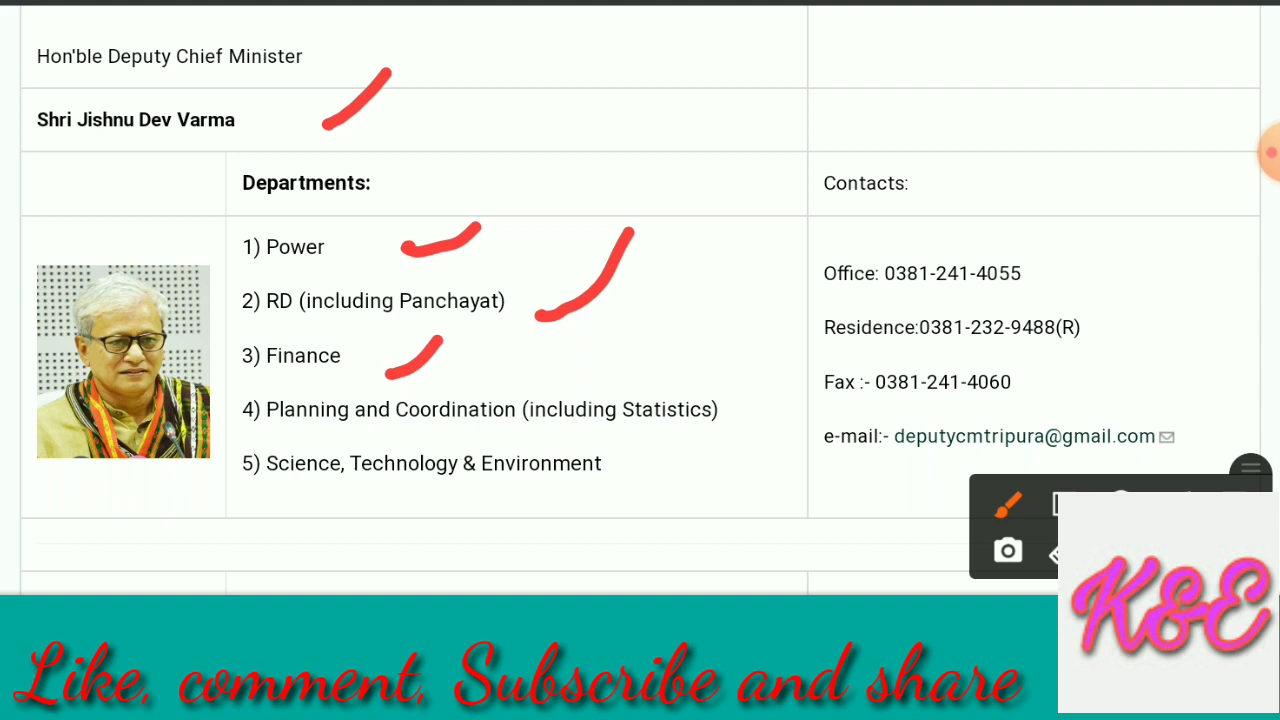 Hon'ble Deputy Chief Minister
Shri Jishnu Dev Varma
Departments:
Contacts:
1) Power
2) RD (including Panchayat)
3) Finance
4) Planning and Coordination (including Statistics)
5) Science, Technology & Environment
Office: 0381-241-4055
Residence:0381-232-9488(R)
Fax :- 0381-241-4060
e-mail:- deputycmtripura@gmail.com
K&E
Like, comment, Subscribe and share